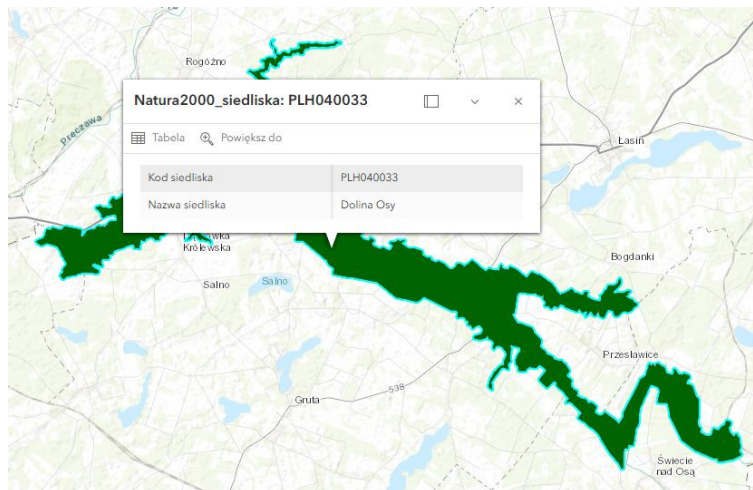 Rogóźno
Natura2000_siedliska: PLH040033
Tabela Powiększ do
Kod siedliska PLH040033
Nazwa siedliska Dolina Osy
Łasin
Królewska
Bogdanki
Salno
Salno
Przesławice
538
Gruta
Świecie
nad Osą